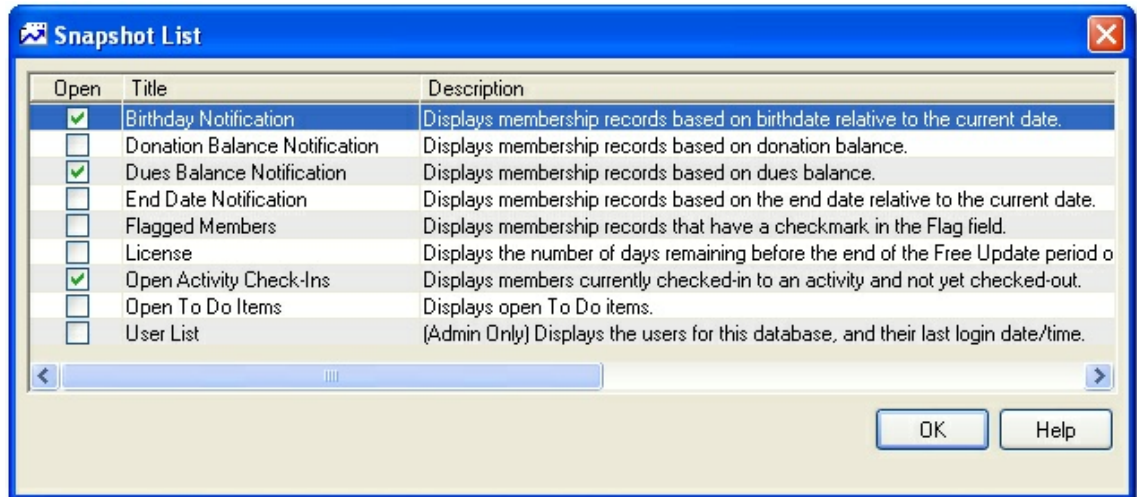 Snapshot List
Open Title Description
Birthday Notification Displays membership records based on birthdate relative to the current date.
Donation Balance Notification Displays membership records based on donation balance.
Dues Balance Notification Displays membership records based on dues balance.
End Date Notification Displays membership records based on the end date relative to the current date.
Flagged Members Displays membership records that have a checkmark in the Flag field.
License Displays the number of days remaining before the end of the Free Update period o
Open Activity Check-Ins Displays members currently checked-in to an activity and not yet checked-out.
Open To Do Items Displays open To Do items.
User List (Admin Only) Displays the users for this database, and their last login date/time.
OK Help